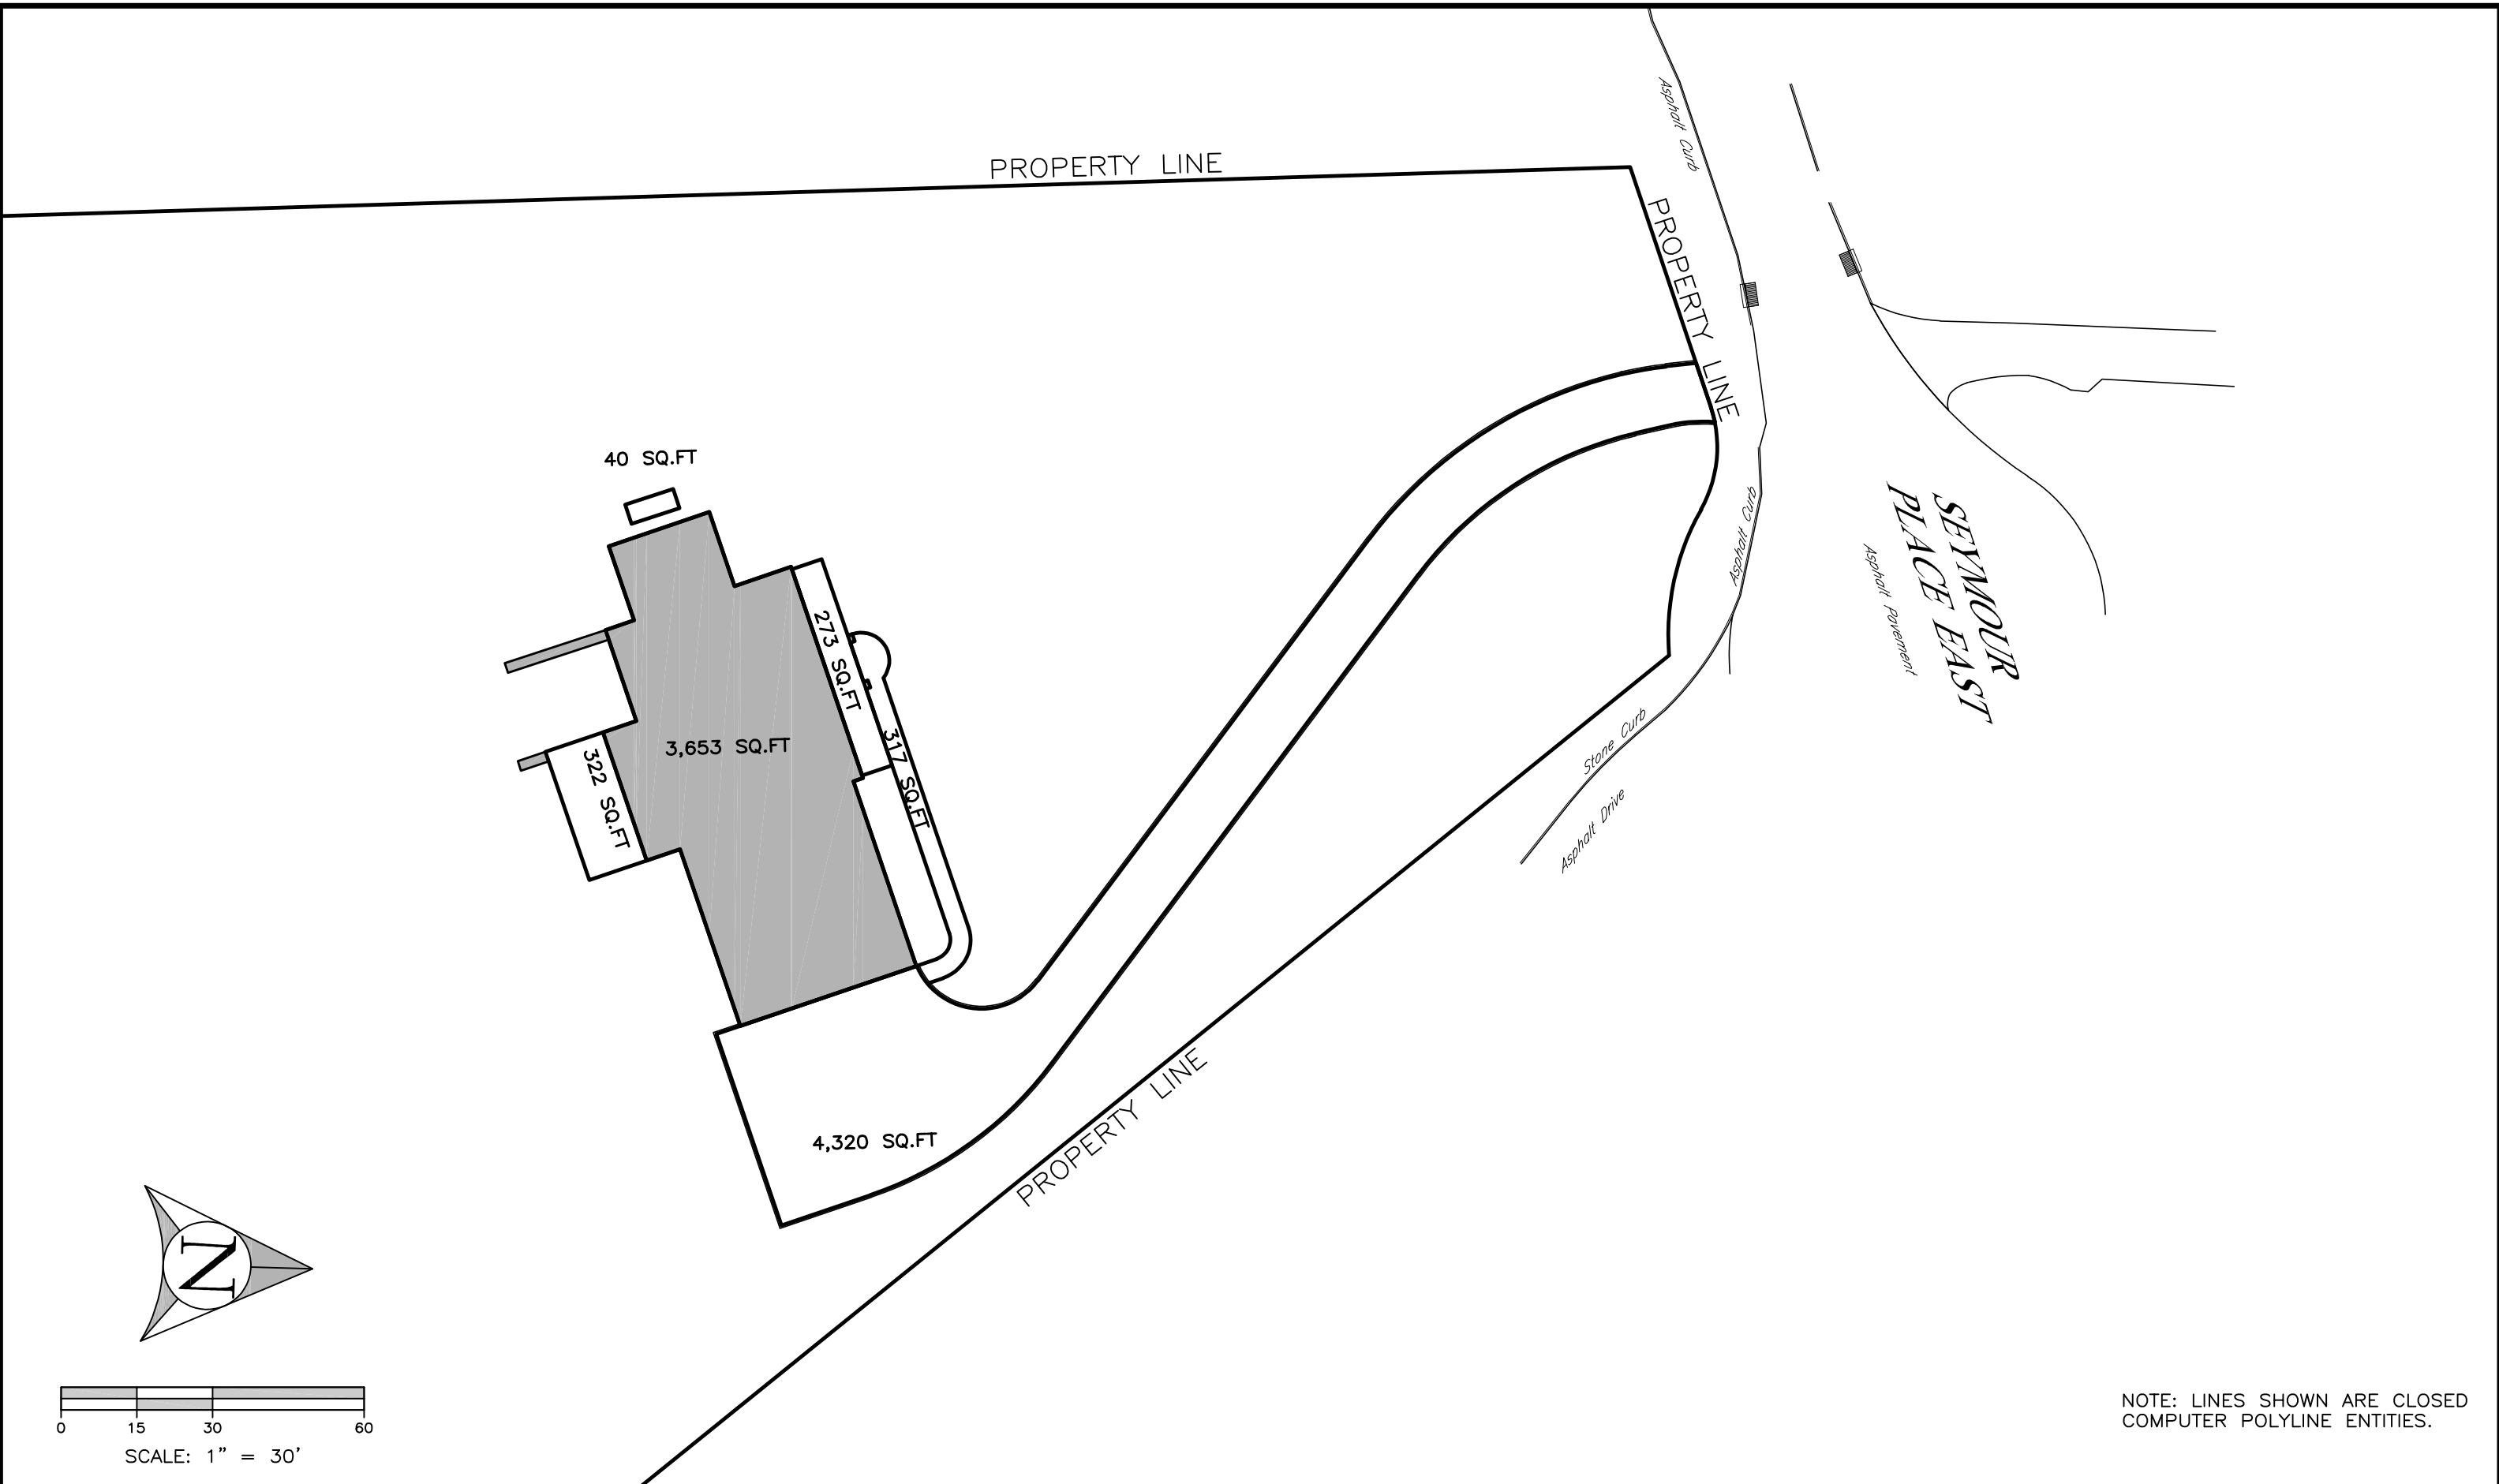 PROPERTY LINE
Asphalt Curb
PROPERTY LINE
40 SQ.FT
273 SQ.FT
3,653 SQ.FT
317 SQ.FT
322 SQ.FT
Asphalt Curb
SEYMOUR
PLACE EAST
Asphalt Pavement
Stone Curb
Asphalt Drive
PROPERTY LINE
4,320 SQ.FT
N
0 15 30 60
SCALE: 1" = 30'
NOTE: LINES SHOWN ARE CLOSED
COMPUTER POLYLINE ENTITIES.